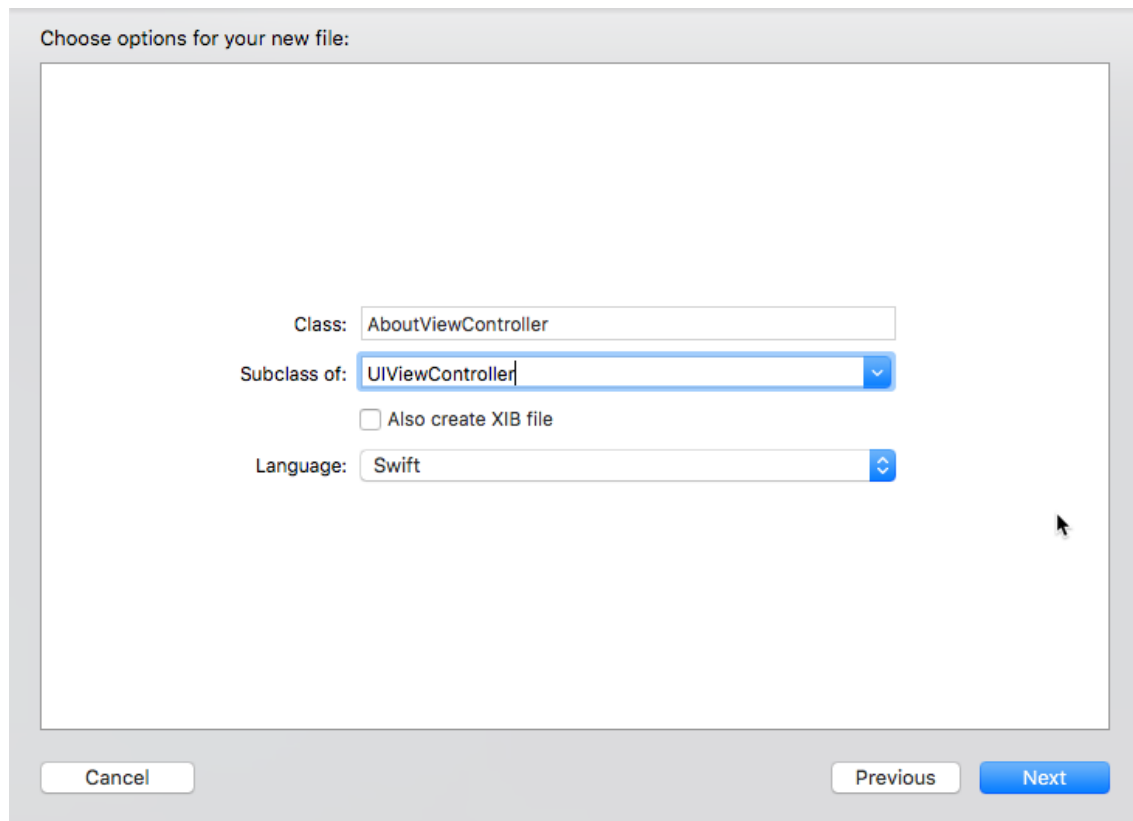 Choose options for your new file:
Class: AboutViewController
Subclass of: UIViewController
Also create XIB file
Language: Swift
Cancel Previous Next